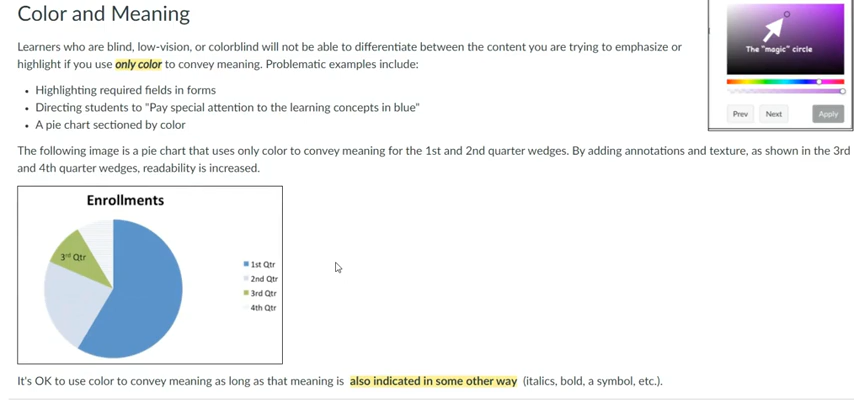 Color and Meaning
Learners who are blind, low-vision, or colorblind will not be able to differentiate between the content you are trying to emphasize or
highlight if you use only color to convey meaning. Problematic examples include:
• Highlighting required fields in forms
• Directing students to "Pay special attention to the learning concepts in blue"
• A pie chart sectioned by color
The "magic" circle
Prev Next Apply
The following image is a pie chart that uses only color to convey meaning for the 1st and 2nd quarter wedges. By adding annotations and texture, as shown in the 3rd
and 4th quarter wedges, readability is increased.
Enrollments
3rd Qtr
1st Qtr
2nd Qtr
3rd Qtr
4th Qtr
It's OK to use color to convey meaning as long as that meaning is also indicated in some other way (italics, bold, a symbol, etc.).